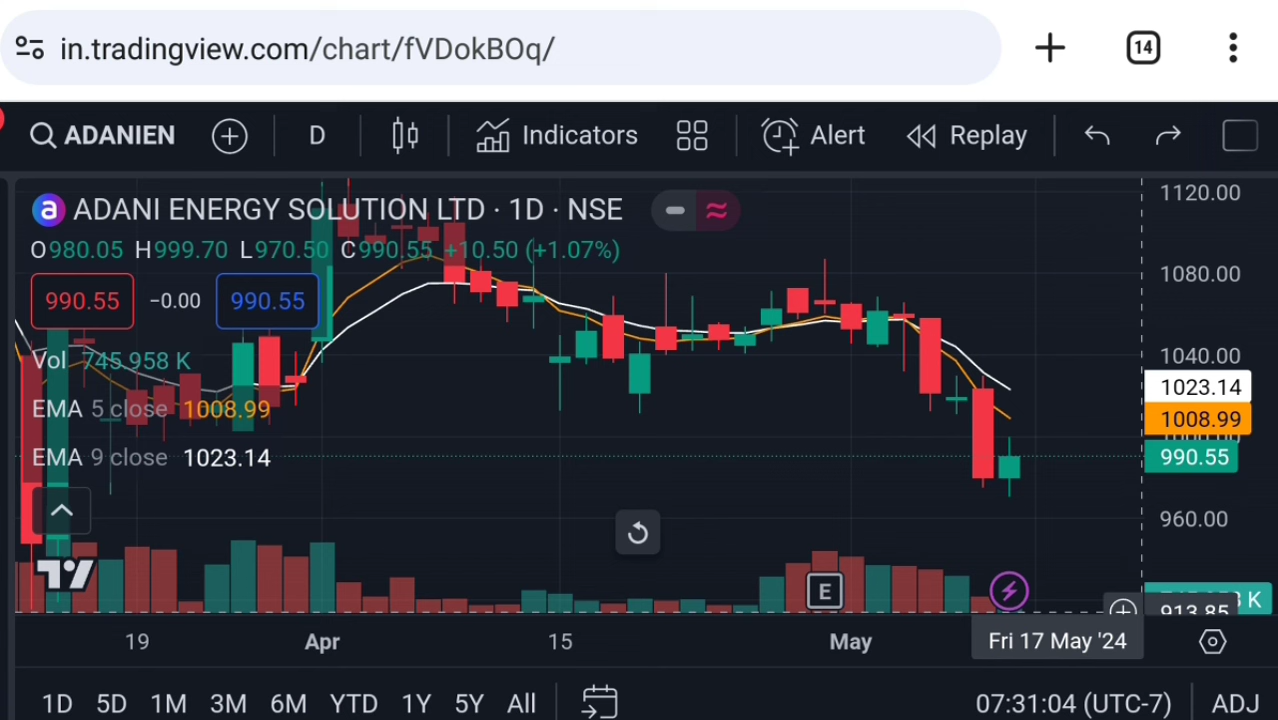 in.tradingview.com/chart/fVDokBOq/
14
ADANIEN
D
Indicators
Alert
Replay
ADANI ENERGY SOLUTION LTD · 1D · NSE
O980.05 H999.70 L970.50 C990.55 +10.50 (+1.07%)
990.55
−0.00
990.55
Vol 745.958 K
EMA 5 close 1008.99
EMA 9 close 1023.14
1120.00
1080.00
1040.00
1023.14
1008.99
990.55
960.00
K
913.85
E
19
Apr
15
May
Fri 17 May '24
1D 5D 1M 3M 6M YTD 1Y 5Y All
07:31:04 (UTC-7)
ADJ